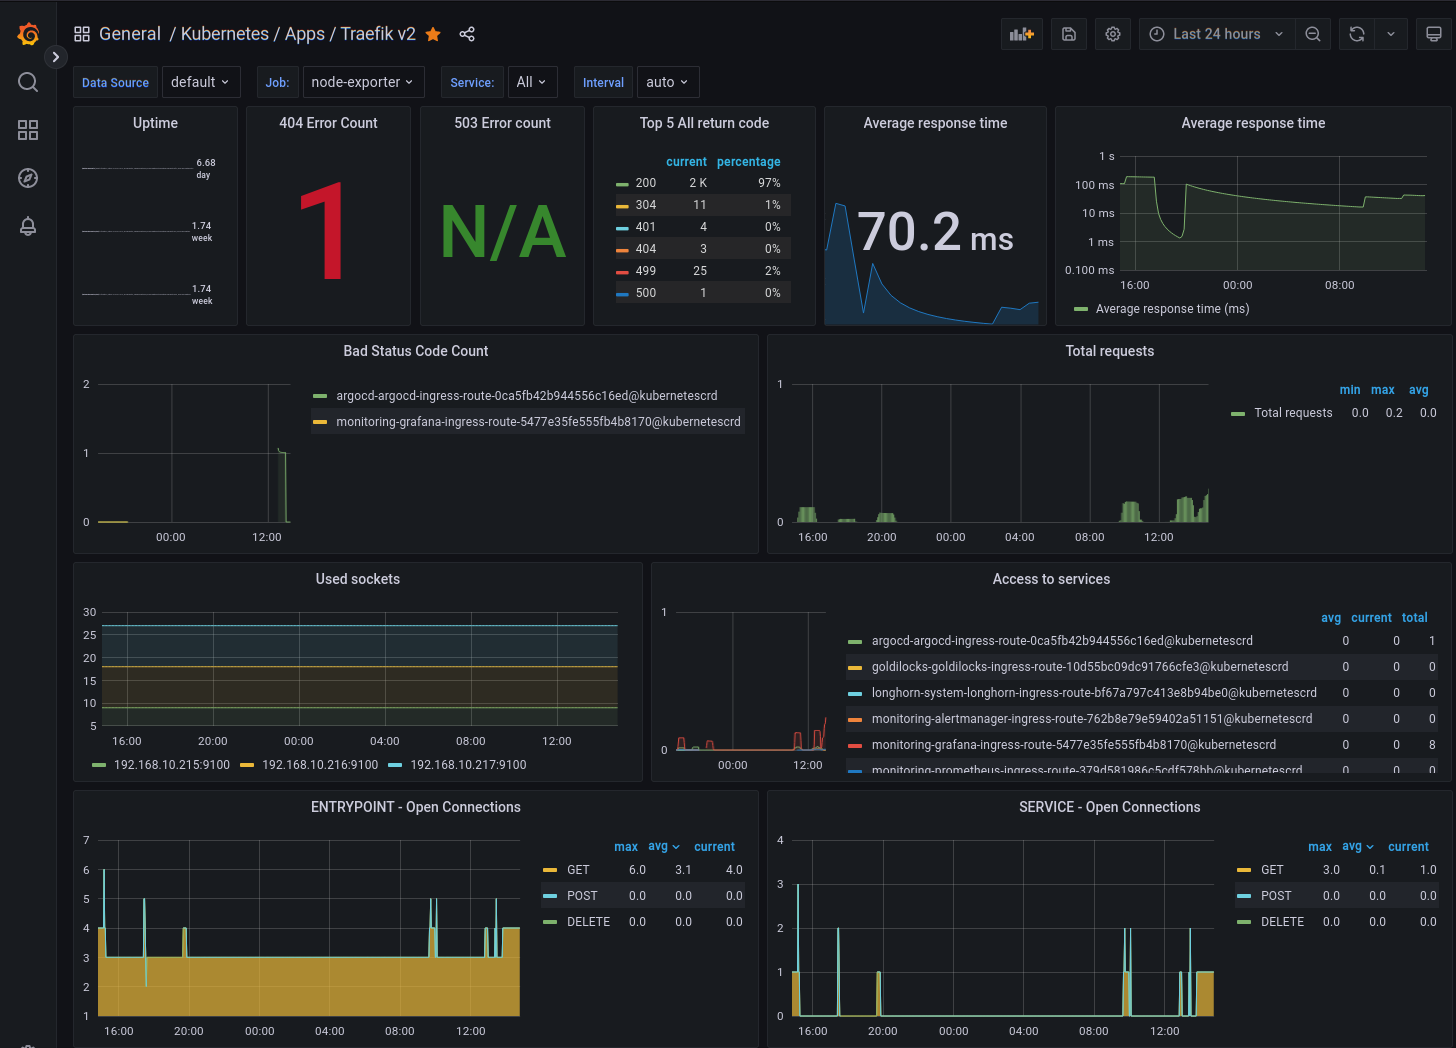 General / Kubernetes / Apps / Traefik v2
Last 24 hours
Data Source default Job: node-exporter Service: All Interval auto
Uptime
6.68
day
1.74
week
1.74
week
404 Error Count
1
503 Error count
N/A
Top 5 All return code
current percentage
200 2 K 97%
304 11 1%
401 4 0%
404 3 0%
499 25 2%
500 1 0%
Average response time
70.2 ms
Average response time
1 s
100 ms
10 ms
1 ms
0.100 ms
16:00 00:00 08:00
Average response time (ms)
Bad Status Code Count
2
1
0
00:00 12:00
argocd-argocd-ingress-route-0ca5fb42b944556c16ed@kubernetescrd
monitoring-grafana-ingress-route-5477e35fe555fb4b8170@kubernetescrd
Total requests
1
0
16:00 20:00 00:00 04:00 08:00 12:00
min max avg
Total requests 0.0 0.2 0.0
Used sockets
30
25
20
15
10
5
16:00 20:00 00:00 04:00 08:00 12:00
192.168.10.215:9100 192.168.10.216:9100 192.168.10.217:9100
Access to services
1
0
00:00 12:00
avg current total
argocd-argocd-ingress-route-0ca5fb42b944556c16ed@kubernetescrd 0 0 1
goldilocks-goldilocks-ingress-route-10d55bc09dc91766cfe3@kubernetescrd 0 0 0
longhorn-system-longhorn-ingress-route-bf67a797c413e8b94be0@kubernetescrd 0 0 0
monitoring-alertmanager-ingress-route-762b8e79e59402a51151@kubernetescrd 0 0 0
monitoring-grafana-ingress-route-5477e35fe555fb4b8170@kubernetescrd 0 0 8
monitoring-prometheus-ingress-route-379d581986c5cdf578bb@kubernetescrd 0 0 0
ENTRYPOINT - Open Connections
7
6
5
4
3
2
1
16:00 20:00 00:00 04:00 08:00 12:00
max avg current
GET 6.0 3.1 4.0
POST 0.0 0.0 0.0
DELETE 0.0 0.0 0.0
SERVICE - Open Connections
4
3
2
1
0
16:00 20:00 00:00 04:00 08:00 12:00
max avg current
GET 3.0 0.1 1.0
POST 0.0 0.0 0.0
DELETE 0.0 0.0 0.0